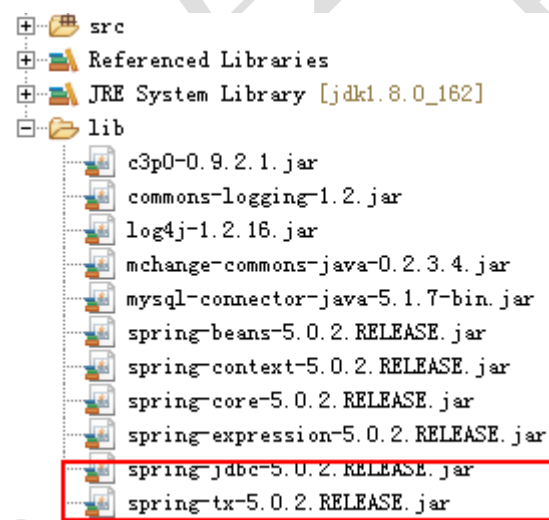 src
Referenced Libraries
JRE System Library [jdk1.8.0_162]
lib
c3p0-0.9.2.1.jar
commons-logging-1.2.jar
log4j-1.2.16.jar
mchange-commons-java-0.2.3.4.jar
mysql-connector-java-5.1.7-bin.jar
spring-beans-5.0.2.RELEASE.jar
spring-context-5.0.2.RELEASE.jar
spring-core-5.0.2.RELEASE.jar
spring-expression-5.0.2.RELEASE.jar
spring-jdbc-5.0.2.RELEASE.jar
spring-tx-5.0.2.RELEASE.jar